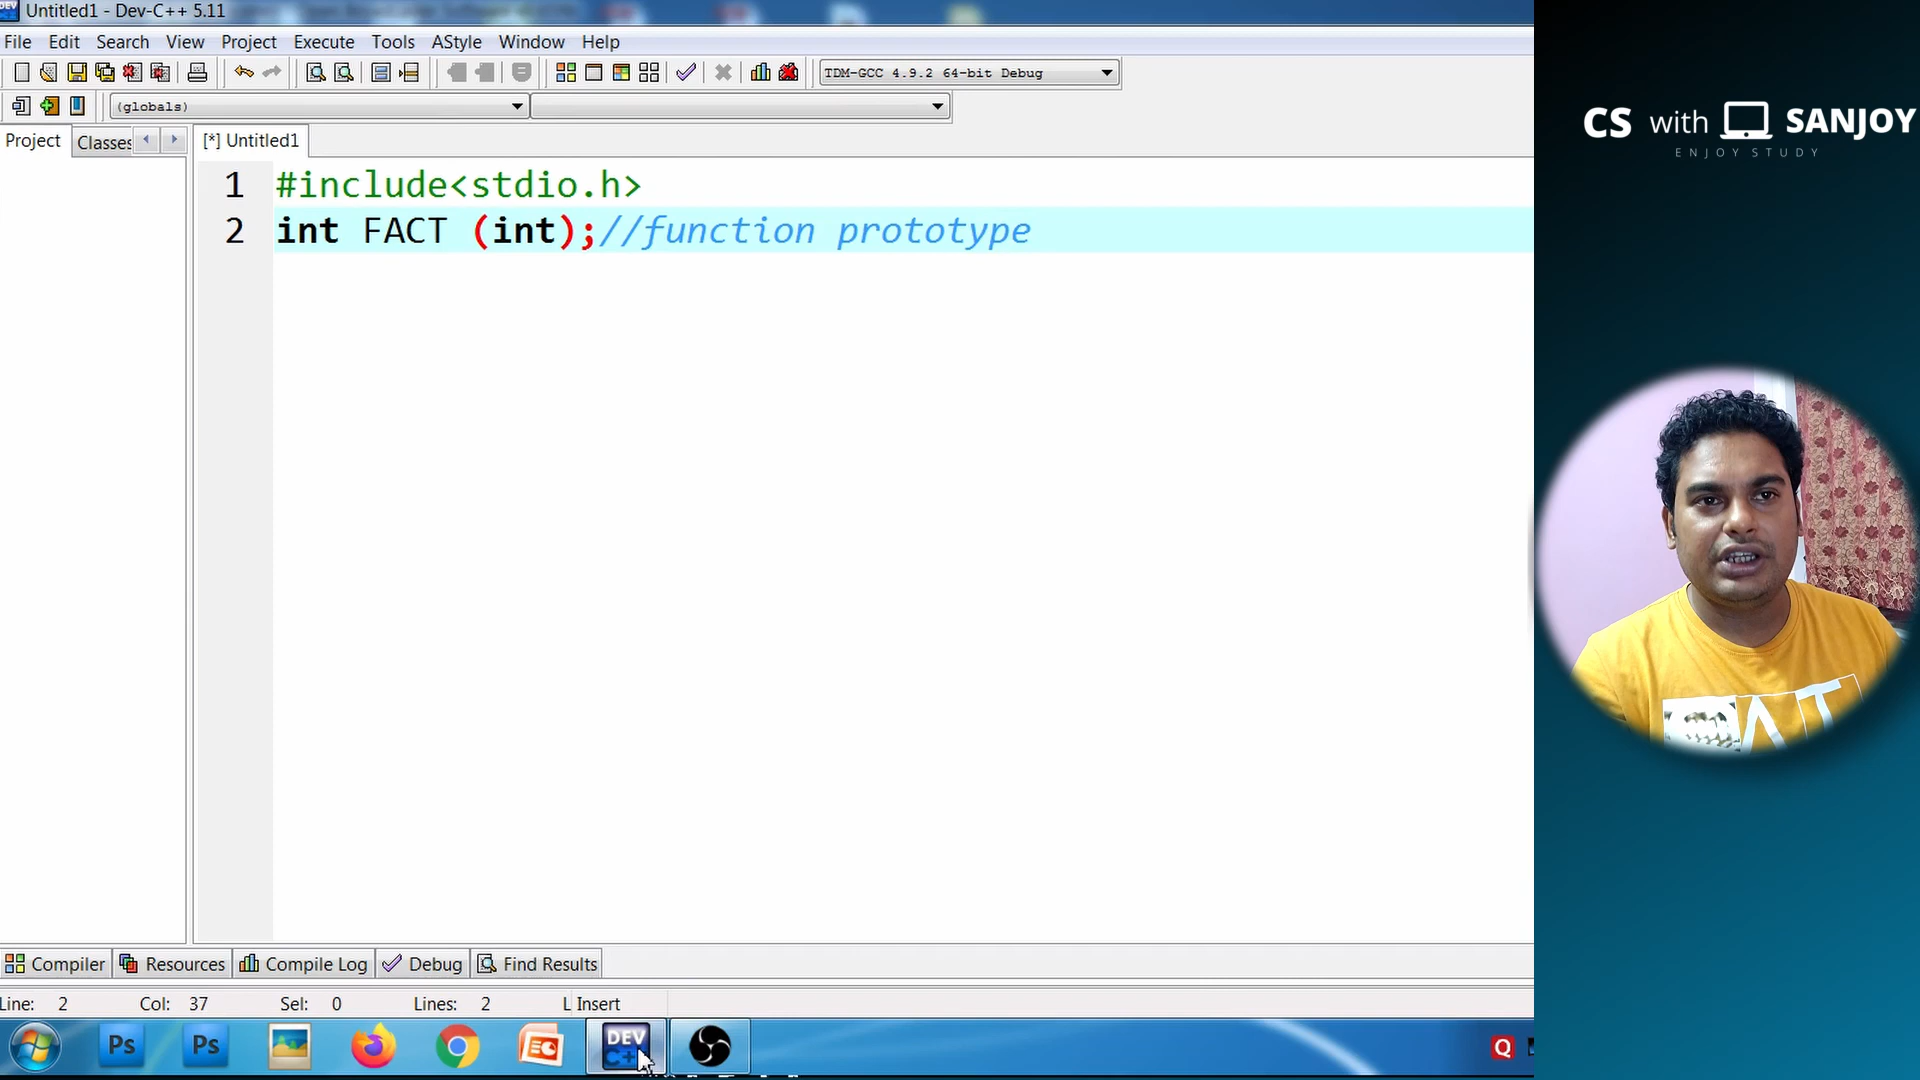 Untitled1 - Dev-C++ 5.11
File Edit Search View Project Execute Tools AStyle Window Help
TDM-GCC 4.9.2 64-bit Debug
(globals)
Project Classes [*] Untitled1
1 #include<stdio.h>
2 int FACT (int);//function prototype
CS with SANJOY
ENJOY STUDY
Compiler Resources Compile Log Debug Find Results
Line: 2 Col: 37 Sel: 0 Lines: 2 L Insert
Ps Ps DEV C++ Q